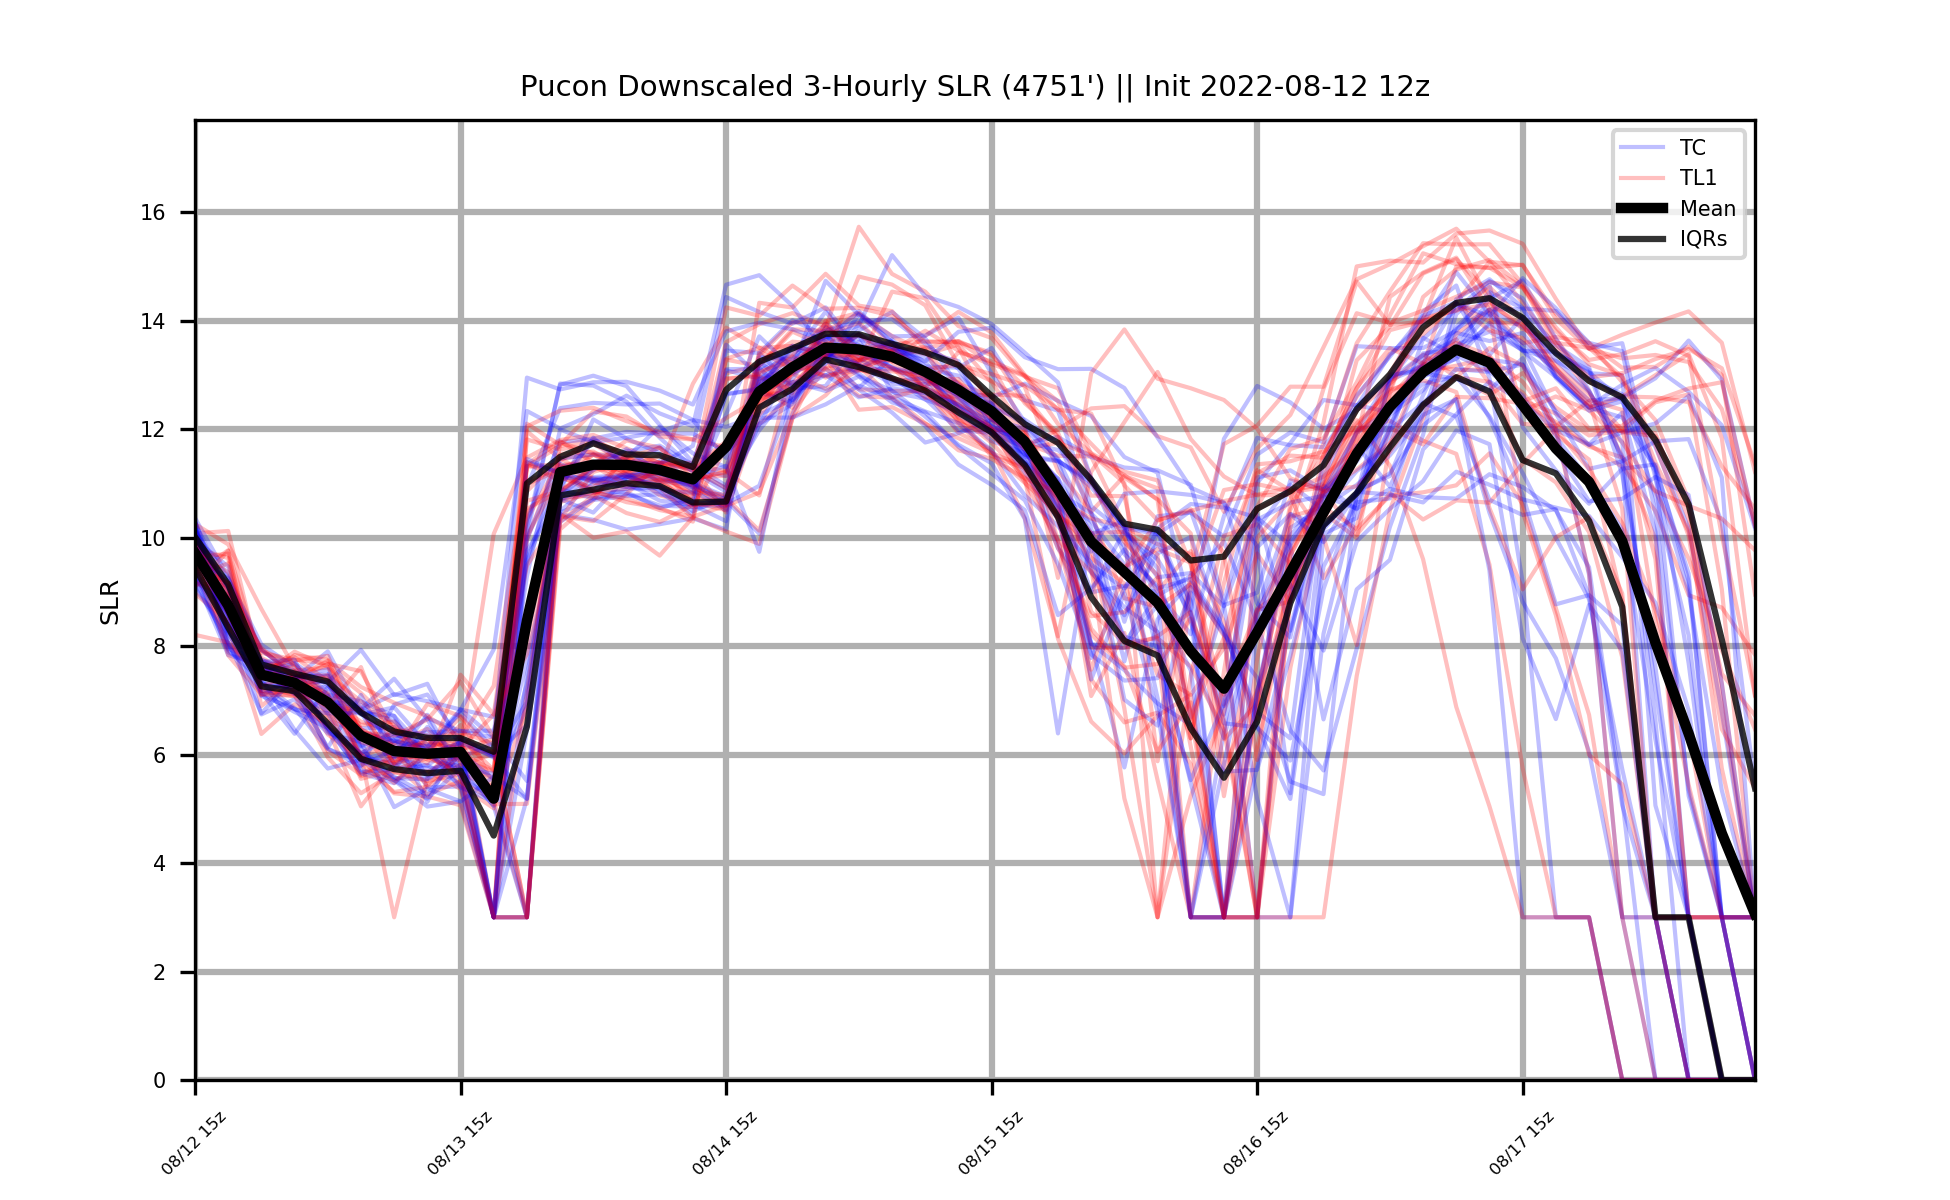 Pucon Downscaled 3-Hourly SLR (4751') || Init 2022-08-12 12z
TC
TL1
Mean
IQRs
SLR
16
14
12
10
8
6
4
2
0
08/12 15z
08/13 15z
08/14 15z
08/15 15z
08/16 15z
08/17 15z